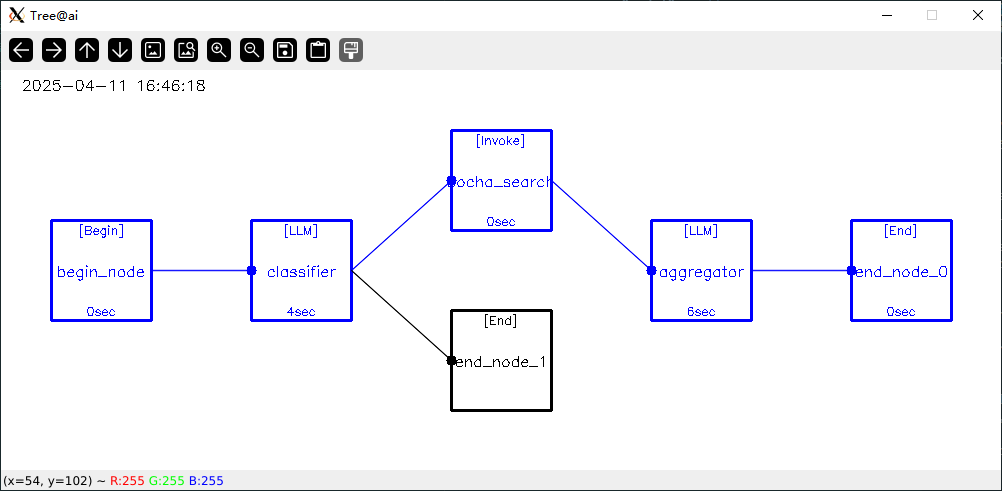 Tree@ai
2025-04-11 16:46:18
[Invoke]
ocha_search
0sec
[Begin]
begin_node
0sec
[LLM]
classifier
4sec
[LLM]
aggregator
6sec
[End]
end_node_0
0sec
[End]
end_node_1
(x=54, y=102) ~ R:255 G:255 B:255